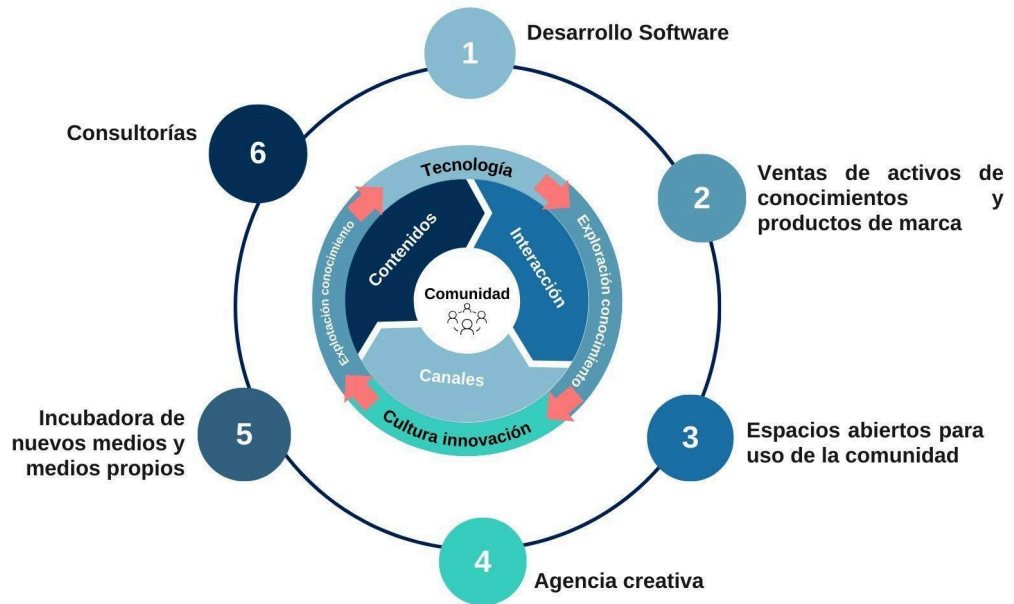 1
Desarrollo Software
2
Ventas de activos de
conocimientos y
productos de marca
3
Espacios abiertos para
uso de la comunidad
4
Agencia creativa
5
Incubadora de
nuevos medios y
medios propios
6
Consultorías
Tecnología
Exploración conocimiento
Cultura innovación
Explotación conocimiento
Contenidos
Interacción
Canales
Comunidad